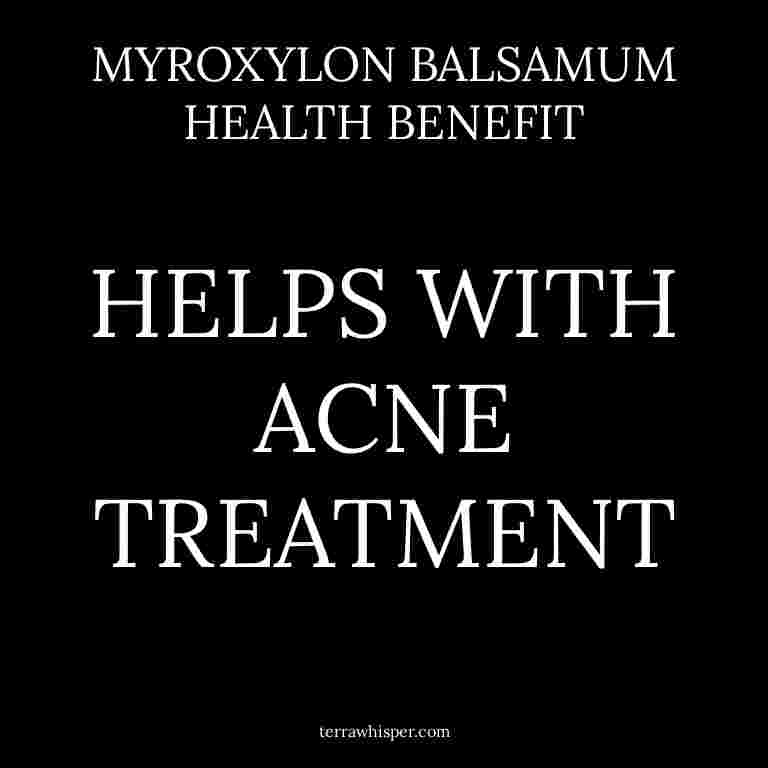 MYROXYLON BALSAMUM
HEALTH BENEFIT
HELPS WITH
ACNE
TREATMENT
terrawhisper.com